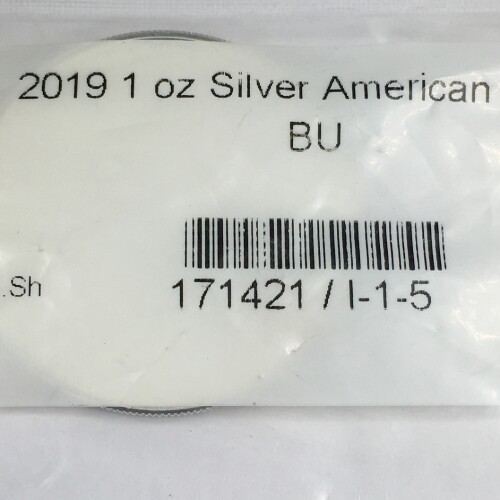 2019 1 oz Silver American
BU
.Sh
171421 / I-1-5